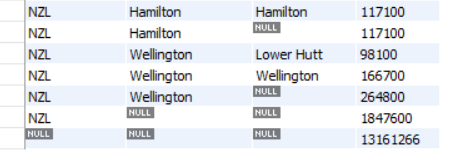 NZL Hamilton Hamilton 117100
NZL Hamilton NULL 117100
NZL Wellington Lower Hutt 98100
NZL Wellington Wellington 166700
NZL Wellington NULL 264800
NZL NULL NULL 1847600
NULL NULL NULL 13161266